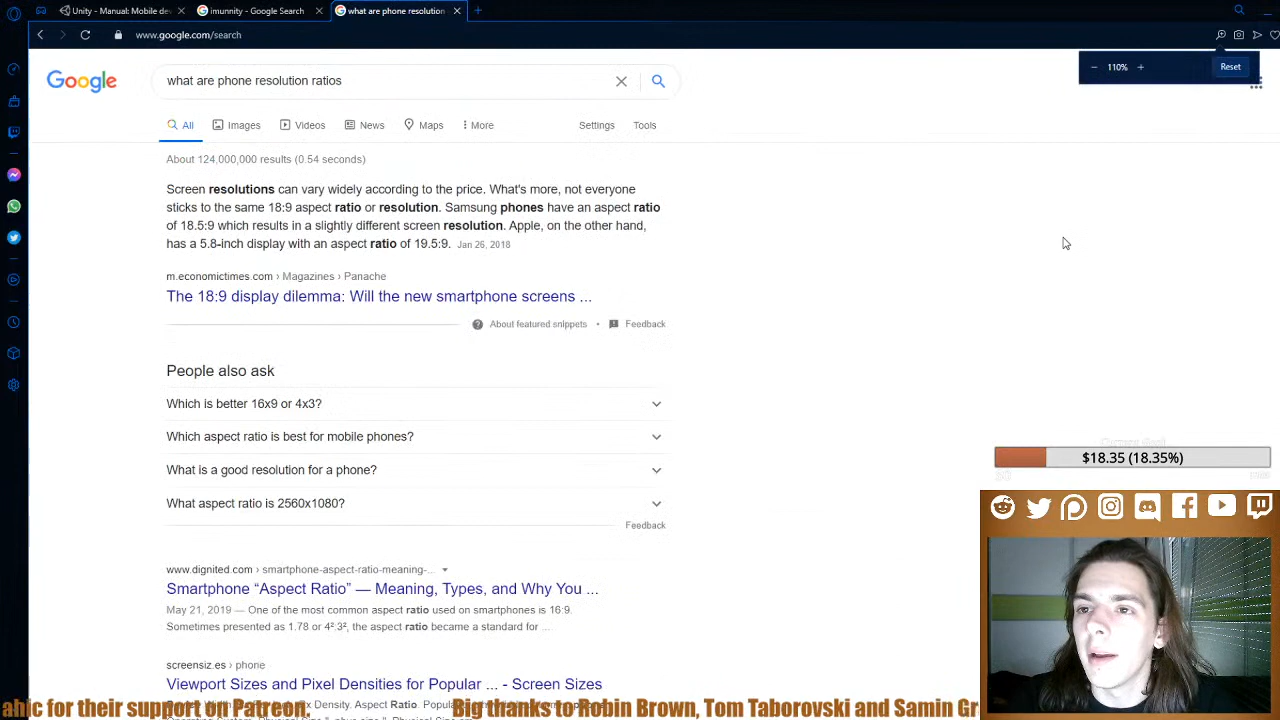 Unity - Manual: Mobile de
imunnity - Google Search
what are phone resolution
www.google.com/search
110%
Reset
Google
what are phone resolution ratios
All
Images
Videos
News
Maps
More
Settings
Tools
About 124,000,000 results (0.54 seconds)
Screen resolutions can vary widely according to the price. What's more, not everyone
sticks to the same 18:9 aspect ratio or resolution. Samsung phones have an aspect ratio
of 18.5:9 which results in a slightly different screen resolution. Apple, on the other hand,
has a 5.8-inch display with an aspect ratio of 19.5:9. Jan 26, 2018
m.economictimes.com › Magazines › Panache
The 18:9 display dilemma: Will the new smartphone screens ...
About featured snippets • Feedback
People also ask
Which is better 16x9 or 4x3?
Which aspect ratio is best for mobile phones?
What is a good resolution for a phone?
What aspect ratio is 2560x1080?
Feedback
$18.35 (18.35%)
www.dignited.com › smartphone-aspect-ratio-meaning-...
Smartphone “Aspect Ratio” — Meaning, Types, and Why You ...
May 21, 2019 — One of the most common aspect ratio used on smartphones is 16:9.
Sometimes presented as 1.78 or 4²:3², the aspect ratio became a standard for ...
screensiz.es › phone
Viewport Sizes and Pixel Densities for Popular ... - Screen Sizes
ahic for their support on Patreon.
Big thanks to Robin Brown, Tom Taborovski and Samin Gr